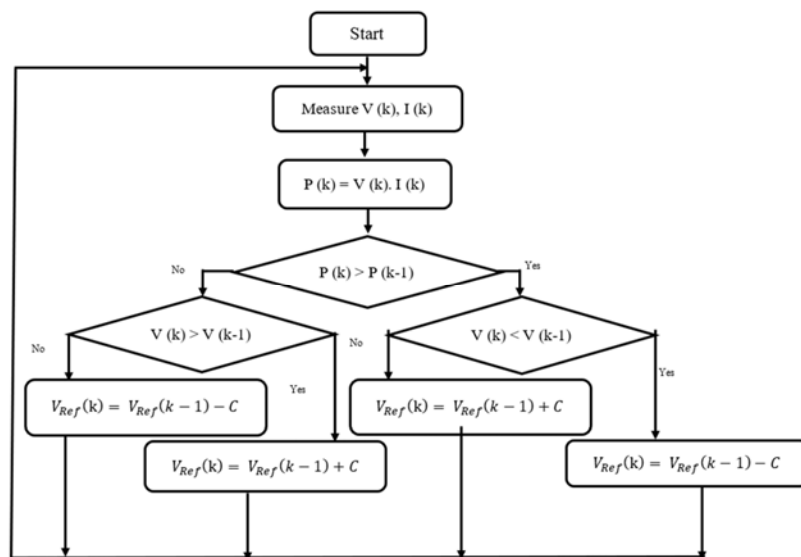 Start
Measure V (k), I (k)
P (k) = V (k). I (k)
No
P (k) > P (k-1)
Yes
V (k) > V (k-1)
V (k) < V (k-1)
No
No
Yes
Yes
V_Ref(k) = V_Ref(k − 1) − C
V_Ref(k) = V_Ref(k − 1) + C
V_Ref(k) = V_Ref(k − 1) + C
V_Ref(k) = V_Ref(k − 1) − C